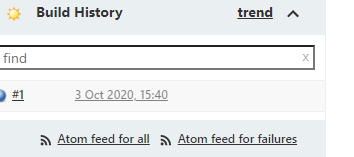 Build History trend
find x
#1 3 Oct 2020, 15:40
Atom feed for all Atom feed for failures